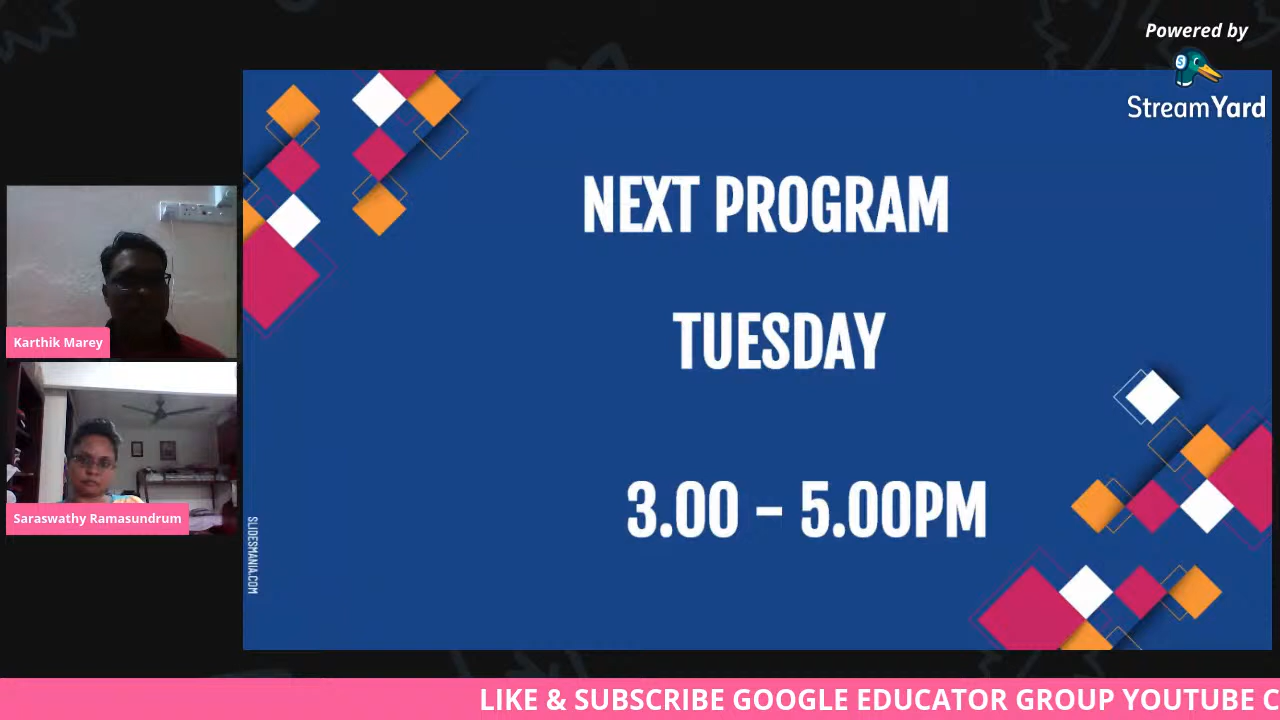 Powered by
StreamYard
NEXT PROGRAM
TUESDAY
3.00 - 5.00PM
SLIDESMANIA.COM
Karthik Marey
Saraswathy Ramasundrum
LIKE & SUBSCRIBE GOOGLE EDUCATOR GROUP YOUTUBE C